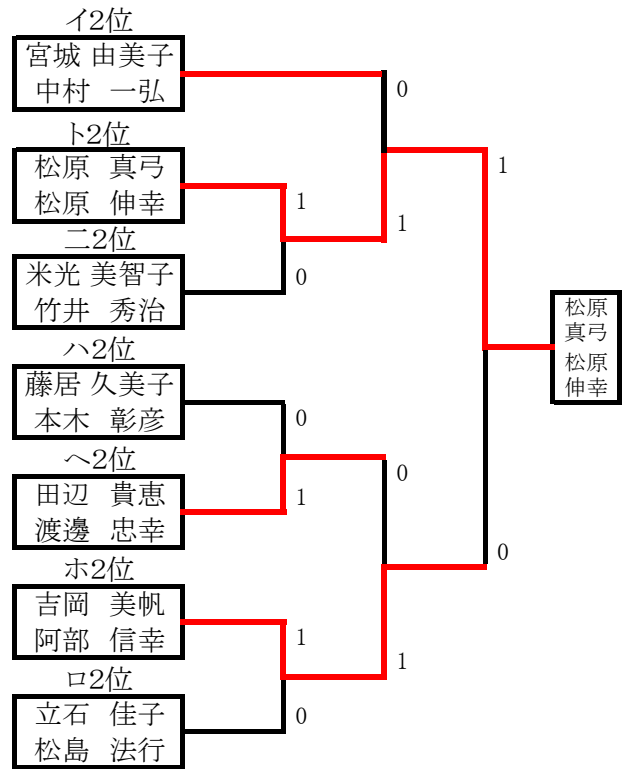 イ2位
宮城 由美子
中村 一弘
0
ト2位
松原 真弓
松原 伸幸
1
1
1
ニ2位
米光 美智子
竹井 秀治
0
松原
真弓
松原
伸幸
ハ2位
藤居 久美子
本木 彰彦
0
ヘ2位
田辺 貴恵
渡邊 忠幸
0
1
0
ホ2位
吉岡 美帆
阿部 信幸
1
1
ロ2位
立石 佳子
松島 法行
0